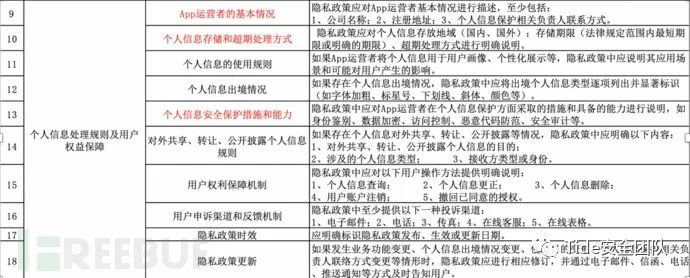 9
App运营者的基本情况
隐私政策应对App运营者基本情况进行描述，至少包括：
1、公司名称；2、注册地址；3、个人信息保护相关负责人联系方式。
10
个人信息存储和超期处理方式
隐私政策应对个人信息存放地域（国内、国外）；存储期限（法律规定范围内最短期
限或明确的期限）、超期处理方式进行明确说明。
11
个人信息的使用规则
如果App运营者将个人信息用于用户画像、个性化展示等，隐私政策中应说明其应用场
景和可能对用户产生的影响。
12
个人信息出境情况
如果存在个人信息出境情况，隐私政策中应将出境个人信息类型逐项列出并显著标识
（如字体加粗、标星号、下划线、斜体、颜色等）。
个人信息处理规则及用户
权益保障
13
个人信息安全保护措施和能力
隐私政策中应对App运营者在个人信息保护方面采取的措施和具备的能力进行说明，如
身份鉴别、数据加密、访问控制、恶意代码防范、安全审计等。
14
对外共享、转让、公开披露个人信息
规则
如果存在个人信息对外共享、转让、公开披露等情况，隐私政策中应明确以下内容：
1、对外共享、转让、公开披露个人信息的目的；
2、涉及的个人信息类型； 3、接收方类型或身份。
15
用户权利保障机制
隐私政策中应对以下用户操作方法提供明确说明：
1、个人信息查询； 2、个人信息更正； 3、个人信息删除；
4、用户账户注销； 5、撤回已同意的授权。
16
用户申诉渠道和反馈机制
隐私政策中至少提供以下一种投诉渠道：
1、电子邮件；2、电话；3、传真；4、在线客服；5、在线表格。
17
隐私政策时效
应明确标识隐私政策发布、生效或更新日期。
18
隐私政策更新
如果发生业务功能变更、个人信息出境情况变更、
责人联络方式变更等情形时，隐私政策应进行相应修订，并通过电子邮件、信函、电话
、推送通知等方式及时告知用户。
REEBUF
Tide安全团队